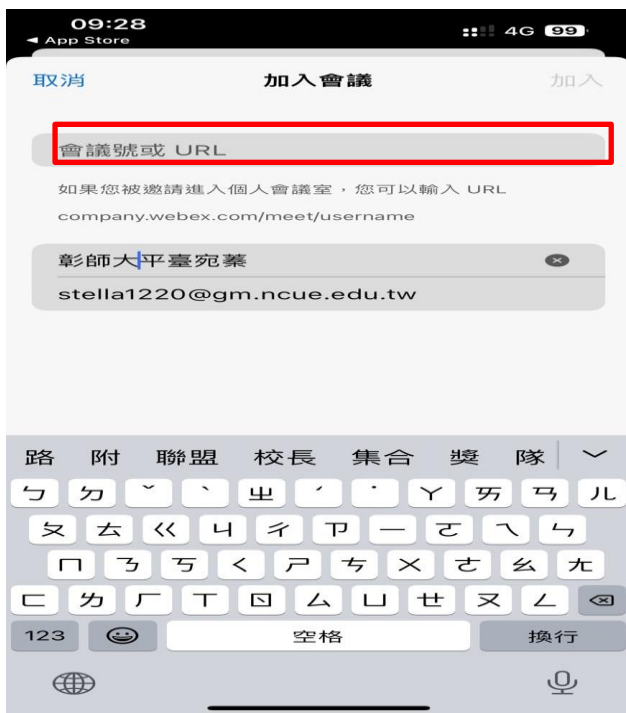 09:28
4G 99
◀ App Store
取消 加入會議 加入
會議號或 URL
如果您被邀請進入個人會議室，您可以輸入 URL
company.webex.com/meet/username
彰師大平臺宛蓁
stella1220@gm.ncue.edu.tw
路 附 聯盟 校長 集合 獎 隊
ㄅ ㄉ ˇ ˋ ㄓ ˊ ˙ ㄚ ㄞ ㄢ ㄦ
ㄆ ㄊ ㄍ ㄐ ㄔ ㄗ ㄧ ㄛ ㄟ ㄣ
ㄇ ㄋ ㄎ ㄑ ㄕ ㄘ ㄨ ㄜ ㄠ ㄤ
ㄈ ㄌ ㄏ ㄒ ㄖ ㄙ ㄩ ㄝ ㄡ ㄥ
123 空格 換行